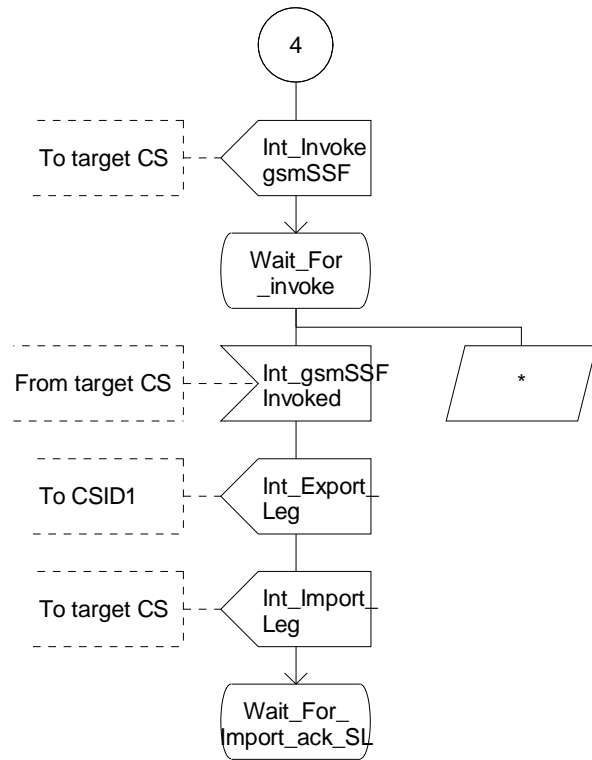 4
To target CS
Int_Invoke
gsmSSF
Wait_For
_invoke
From target CS
Int_gsmSSF
Invoked
*
To CSID1
Int_Export_
Leg
To target CS
Int_Import_
Leg
Wait_For_
Import_ack_SL